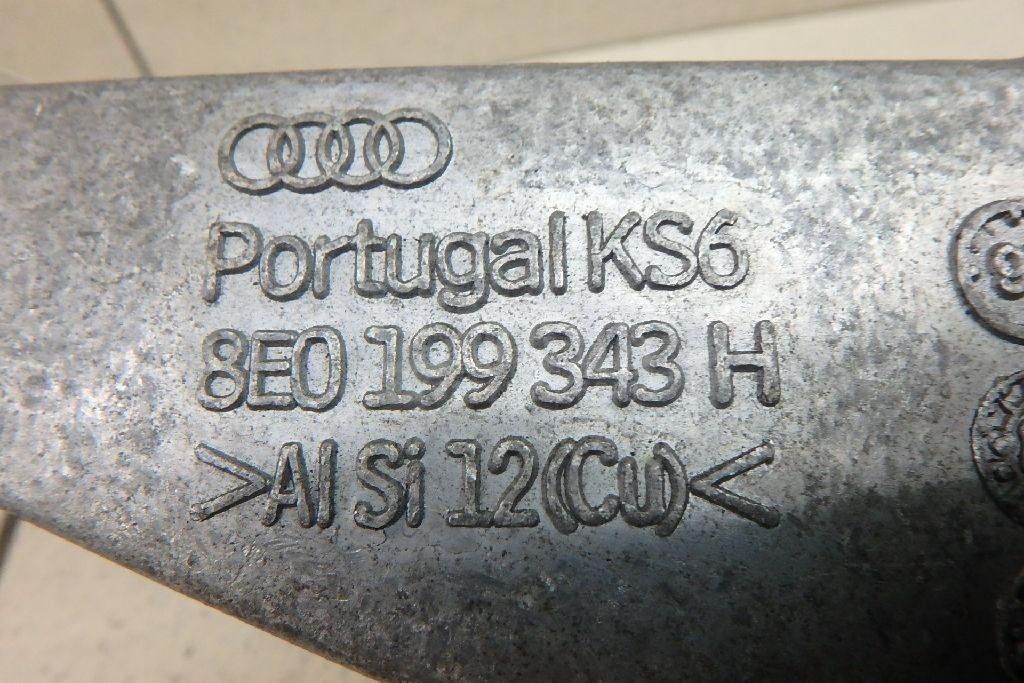 Portugal KS6
8E0 199 343 H
>Al Si 12(Cu)<